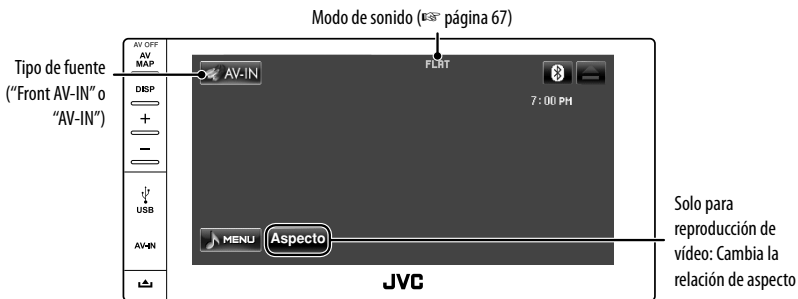 Modo de sonido (☞ página 67)
Tipo de fuente
("Front AV-IN" o
"AV-IN")
AV OFF
AV
MAP
DISP
+
−
USB
AV-IN
AV-IN
FLAT
7:00 PM
MENU
Aspecto
JVC
Solo para
reproducción de
vídeo: Cambia la
relación de aspecto